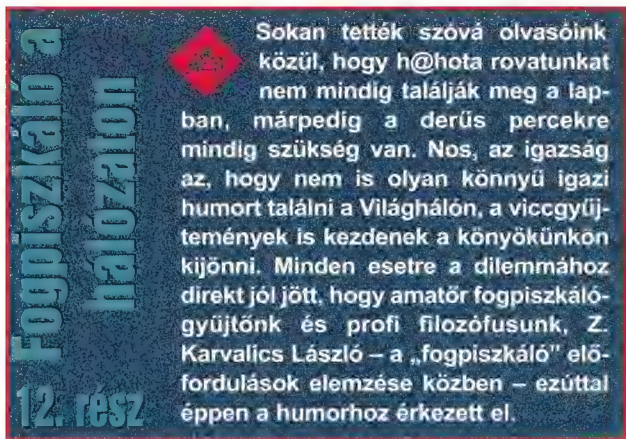 Fogpiszkáló a
hálózaton
12. rész
Sokan tették szóvá olvasóink
közül, hogy h@hota rovatunkat
nem mindig találják meg a lap-
ban, márpedig a derűs percekre
mindig szükség van. Nos, az igazság
az, hogy nem is olyan könnyű igazi
humort találni a Világhálón, a viccgyűj-
temények is kezdenek a könyökünkön
kijönni. Minden esetre a dilemmához
direkt jól jött, hogy amatőr fogpiszkáló-
gyűjtőnk és profi filozófusunk, Z.
Karvalics László – a „fogpiszkáló” elő-
fordulások elemzése közben – ezúttal
éppen a humorhoz érkezett el.